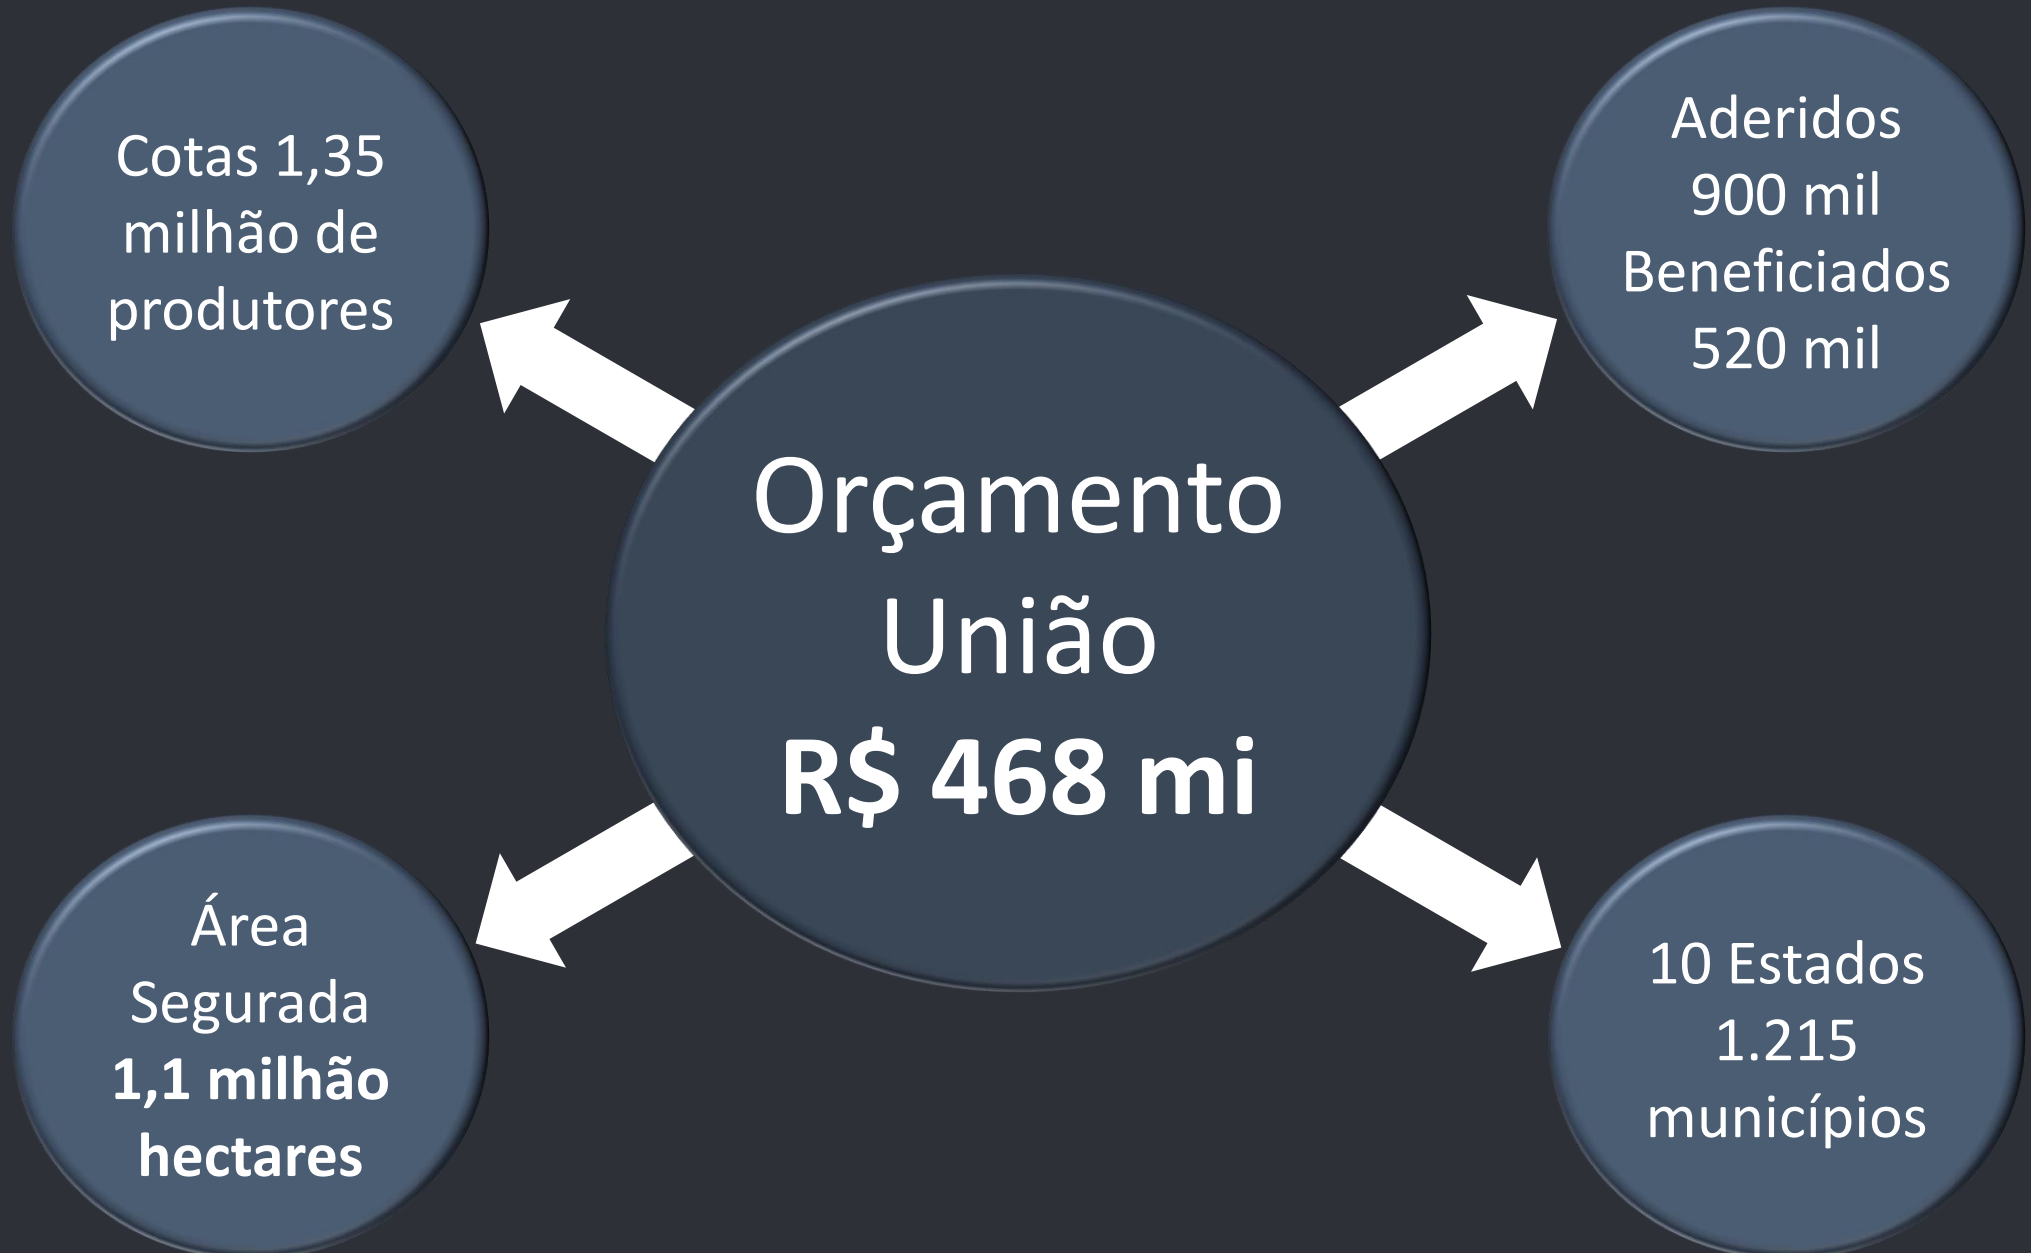 Cotas 1,35
milhão de
produtores
Aderidos
900 mil
Beneficiados
520 mil
Orçamento
União
R$ 468 mi
Área
Segurada
1,1 milhão
hectares
10 Estados
1.215
municípios